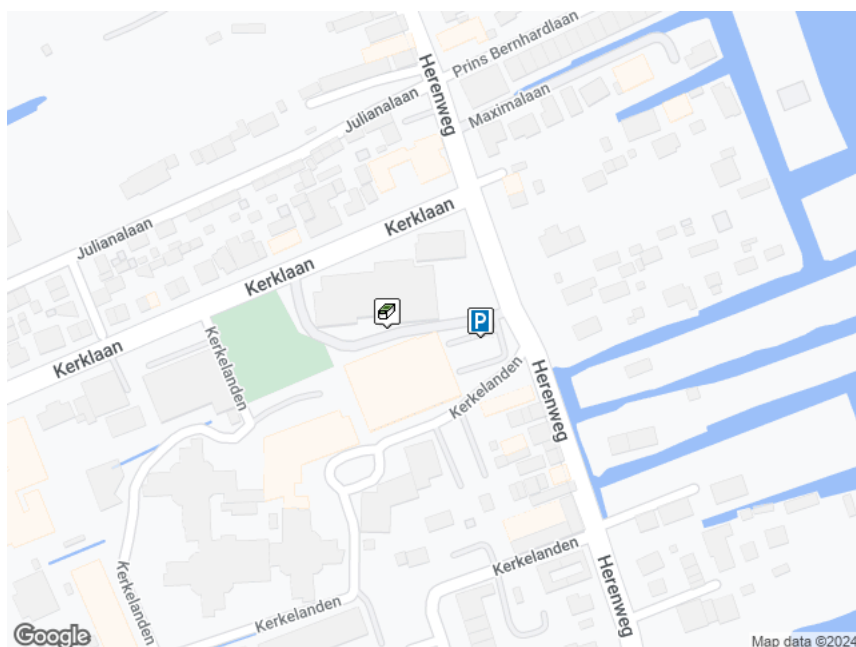 Prins Bernhardlaan
Herenweg
Julianalaan
Maximalaan
Kerklaan
Julianalaan
Kerklaan
P
Kerklaan
Kerkelanden
Kerkelanden
Herenweg
Kerkelanden
Kerkelanden
Herenweg
Kerkelanden
Google
Map data ©2024